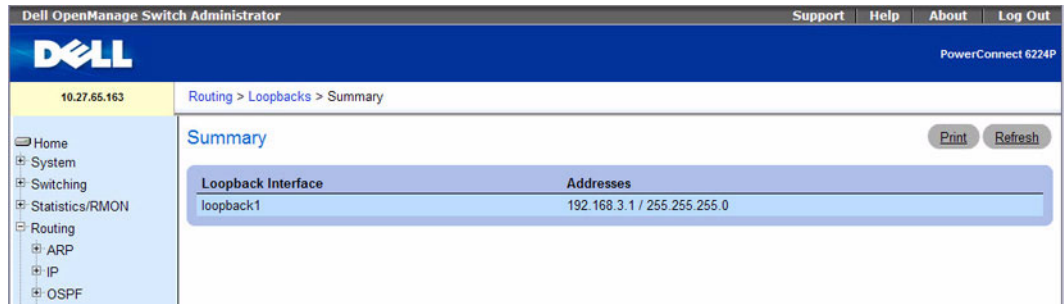 Dell OpenManage Switch Administrator
Support Help About Log Out
DELL
PowerConnect 6224P
10.27.65.163
Routing > Loopbacks > Summary
Home
System
Switching
Statistics/RMON
Routing
ARP
IP
OSPF
Summary
Print Refresh
Loopback Interface Addresses
loopback1 192.168.3.1 / 255.255.255.0